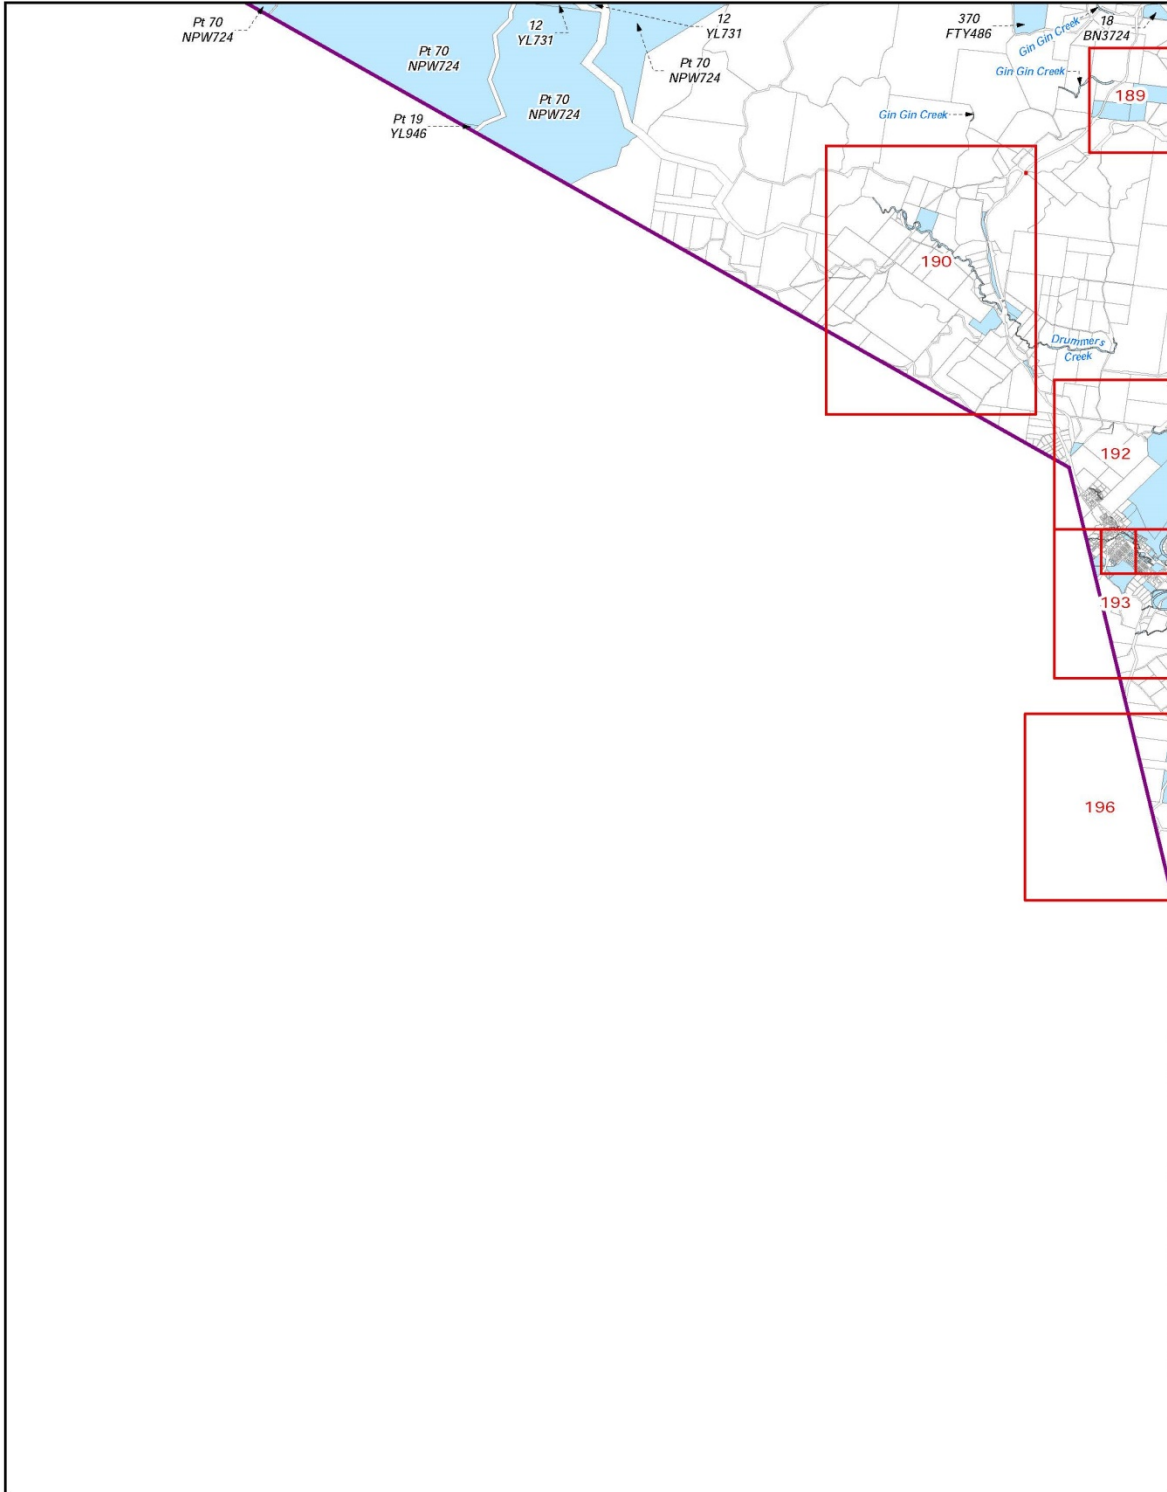 Pt 70
NPW724
12
YL731
12
YL731
370
FTY486
18
BN3724
Gin Gin Creek
Pt 70
NPW724
Pt 70
NPW724
Gin Gin Creek
189
Pt 70
NPW724
Pt 19
YL946
Gin Gin Creek
190
Drummers
Creek
192
193
196